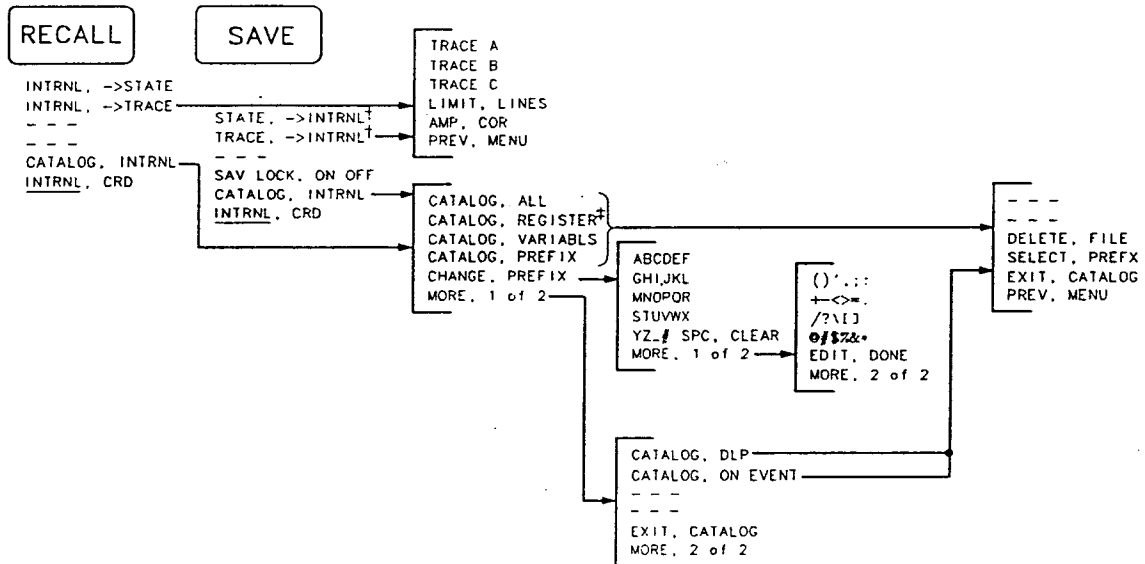 RECALL
SAVE
INTRNL, ->STATE
INTRNL, ->TRACE
- - -
- - -
CATALOG, INTRNL
INTRNL, CRD
STATE, ->INTRNL†
TRACE, ->INTRNL†
- - -
SAV LOCK, ON OFF
CATALOG, INTRNL
INTRNL, CRD
TRACE A
TRACE B
TRACE C
LIMIT, LINES
AMP, COR
PREV, MENU
CATALOG, ALL
CATALOG, REGISTER‡
CATALOG, VARIABLS
CATALOG, PREFIX
CHANGE, PREFIX
MORE, 1 of 2
ABCDEF
GHIJKL
MNOPQR
STUVWX
YZ_# SPC, CLEAR
MORE, 1 of 2
()'.;:
+-<>=.
/?\[]
@#$%&*
EDIT, DONE
MORE, 2 of 2
CATALOG, DLP
CATALOG, ON EVENT
- - -
- - -
EXIT, CATALOG
MORE, 2 of 2
- - -
- - -
DELETE, FILE
SELECT, PREFX
EXIT, CATALOG
PREV, MENU